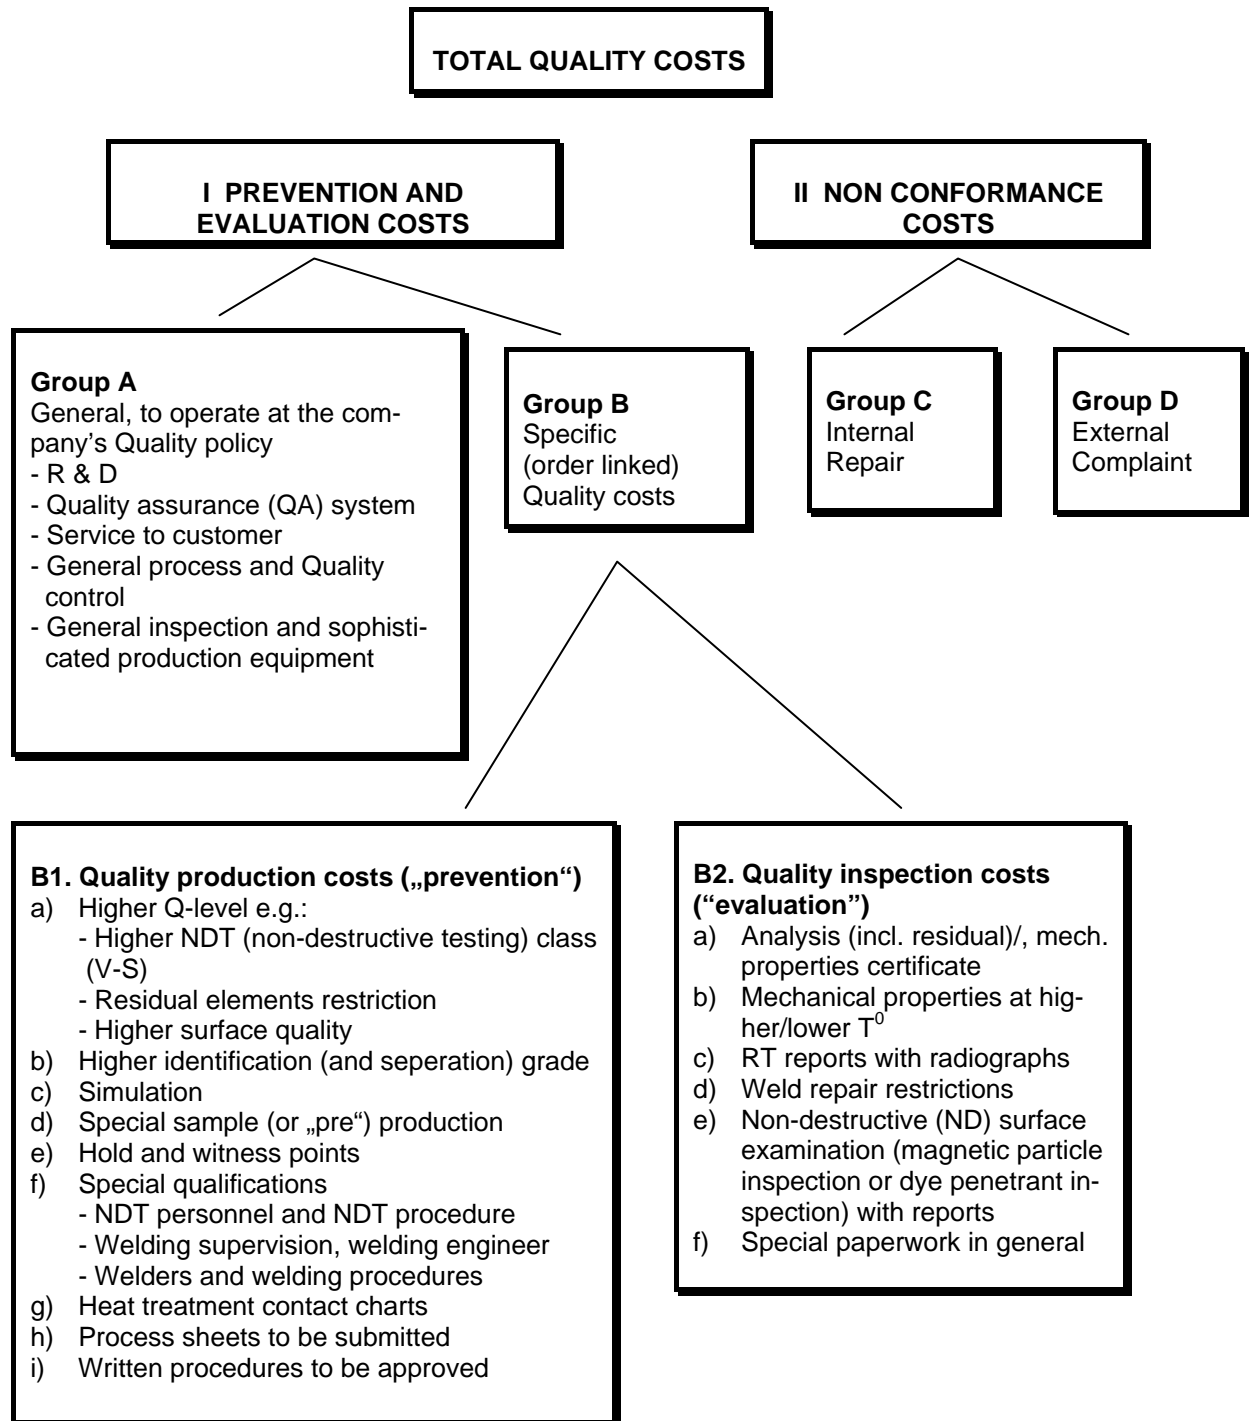 TOTAL QUALITY COSTS
I PREVENTION AND
EVALUATION COSTS
II NON CONFORMANCE
COSTS
Group A
General, to operate at the com-
pany's Quality policy
- R & D
- Quality assurance (QA) system
- Service to customer
- General process and Quality
control
- General inspection and sophisti-
cated production equipment
Group B
Specific
(order linked)
Quality costs
Group C
Internal
Repair
Group D
External
Complaint
B1. Quality production costs („prevention“)
a) Higher Q-level e.g.:
- Higher NDT (non-destructive testing) class
(V-S)
- Residual elements restriction
- Higher surface quality
b) Higher identification (and seperation) grade
c) Simulation
d) Special sample (or „pre“) production
e) Hold and witness points
f) Special qualifications
- NDT personnel and NDT procedure
- Welding supervision, welding engineer
- Welders and welding procedures
g) Heat treatment contact charts
h) Process sheets to be submitted
i) Written procedures to be approved
B2. Quality inspection costs
(“evaluation”)
a) Analysis (incl. residual)/, mech.
properties certificate
b) Mechanical properties at hig-
her/lower T⁰
c) RT reports with radiographs
d) Weld repair restrictions
e) Non-destructive (ND) surface
examination (magnetic particle
inspection or dye penetrant in-
spection) with reports
f) Special paperwork in general